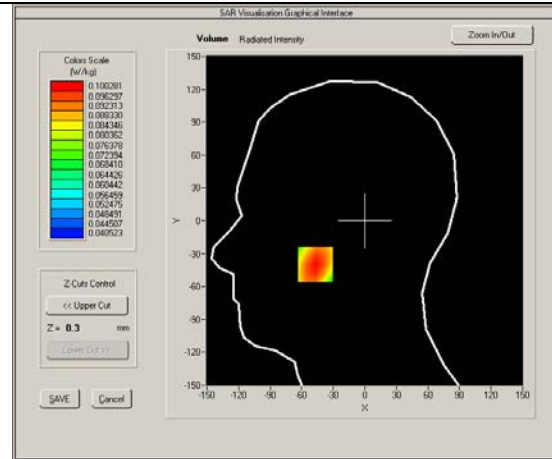 SAR Visualisation Graphical Interface
Volume Radiated Intensity
Zoom In/Out
Colors Scale
(W/kg)
0.100281
0.096297
0.092313
0.088330
0.084346
0.080362
0.076378
0.072394
0.068410
0.064426
0.060442
0.056459
0.052475
0.048491
0.044507
0.040523
Z-Cuts Control
<< Upper Cut
Z = 0.3 mm
Lower Cut >>
SAVE Cancel
150-
120-
90-
60-
30-
Y 0-
-30-
-60-
-90-
-120-
-150-
-150 -120 -90 -60 -30 0 30 60 90 120 150
X